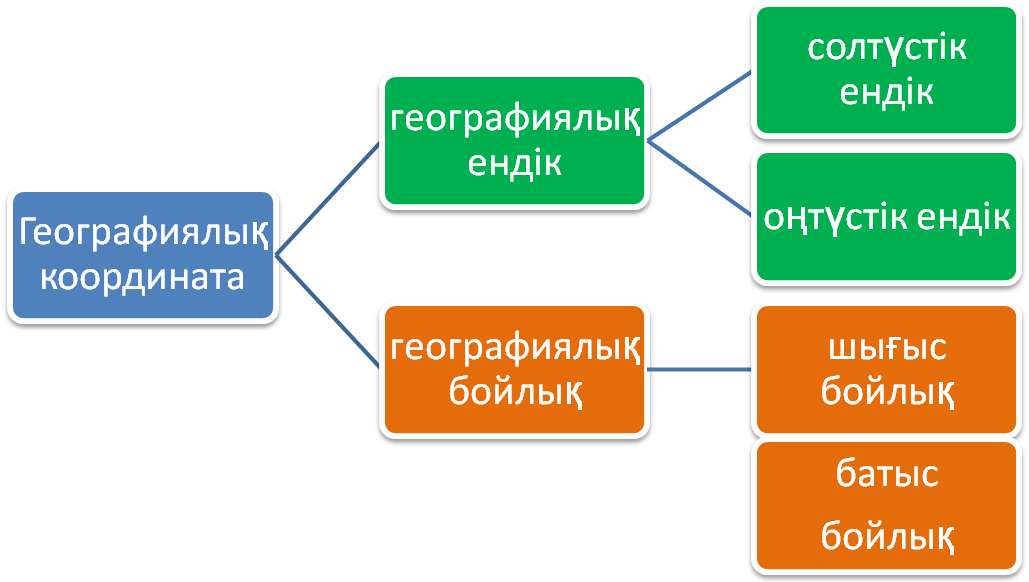 Географиялық
координата
географиялық
ендік
солтүстік
ендік
оңтүстік ендік
географиялық
бойлық
шығыс
бойлық
батыс
бойлық